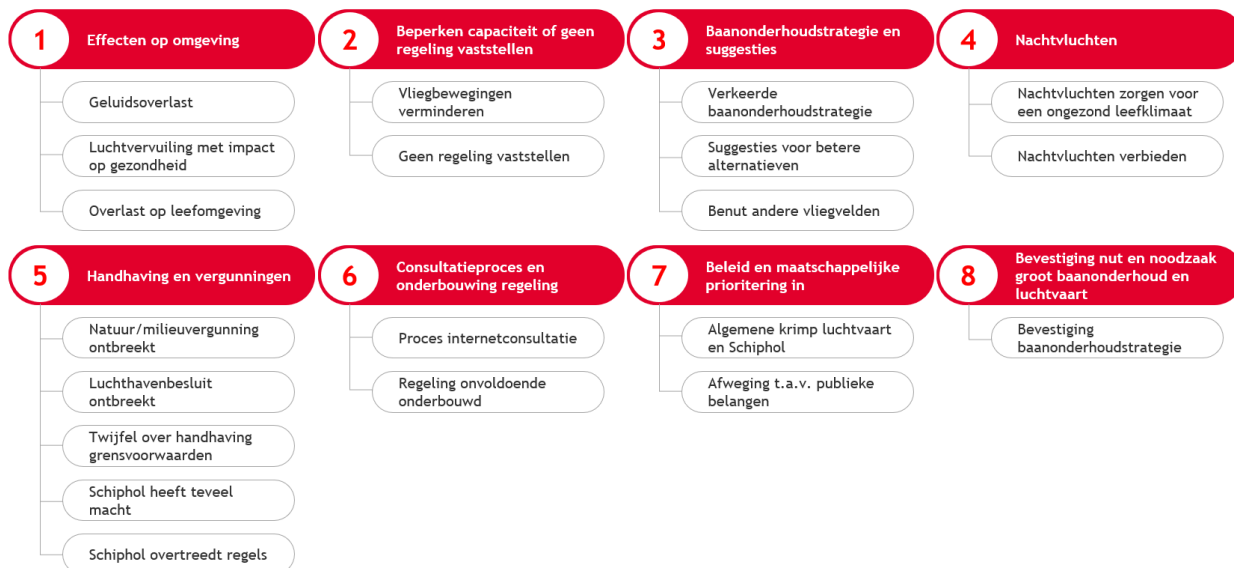 1
Effecten op omgeving
Geluidsoverlast
Luchtvervuiling met impact
op gezondheid
Overlast op leefomgeving
2
Beperken capaciteit of geen
regeling vaststellen
Vliegbewegingen
verminderen
Geen regeling vaststellen
3
Baanonderhoudstrategie en
suggesties
Verkeerde
baanonderhoudstrategie
Suggesties voor betere
alternatieven
Benut andere vliegvelden
4
Nachtvluchten
Nachtvluchten zorgen voor
een ongezond leefklimaat
Nachtvluchten verbieden
5
Handhaving en vergunningen
Natuur/milieuvergunning
ontbreekt
Luchthavenbesluit
ontbreekt
Twijfel over handhaving
grensvoorwaarden
Schiphol heeft teveel
macht
Schiphol overtreedt regels
6
Consultatieproces en
onderbouwing regeling
Proces internetconsultatie
Regeling onvoldoende
onderbouwd
7
Beleid en maatschappelijke
prioritering in
Algemene krimp luchtvaart
en Schiphol
Afweging t.a.v. publieke
belangen
8
Bevestiging nut en noodzaak
groot baanonderhoud en
luchtvaart
Bevestiging
baanonderhoudstrategie